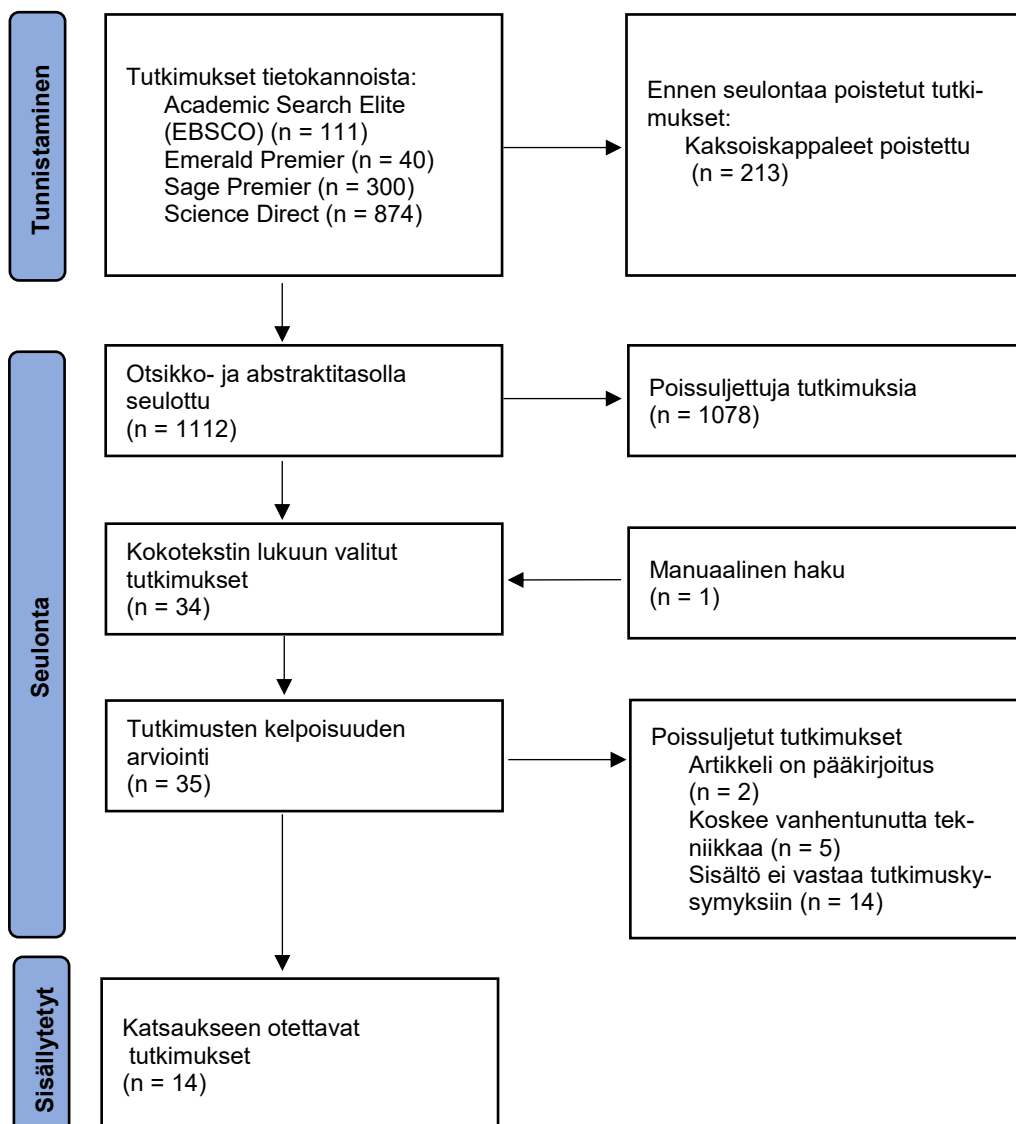 Tunnistaminen
Tutkimukset tietokannoista:
Academic Search Elite
(EBSCO) (n = 111)
Emerald Premier (n = 40)
Sage Premier (n = 300)
Science Direct (n = 874)
Ennen seulontaa poistetut tutki-
mukset:
Kaksoiskappaleet poistettu
(n = 213)
Seulonta
Otsikko- ja abstraktitasolla
seulottu
(n = 1112)
Poissuljettuja tutkimuksia
(n = 1078)
Kokotekstin lukuun valitut
tutkimukset
(n = 34)
Manuaalinen haku
(n = 1)
Tutkimusten kelpoisuuden
arviointi
(n = 35)
Poissuljetut tutkimukset
Artikkeli on pääkirjoitus
(n = 2)
Koskee vanhentunutta tek-
niikkaa (n = 5)
Sisältö ei vastaa tutkimusky-
symyksiin (n = 14)
Sisällytetyt
Katsaukseen otettavat
tutkimukset
(n = 14)